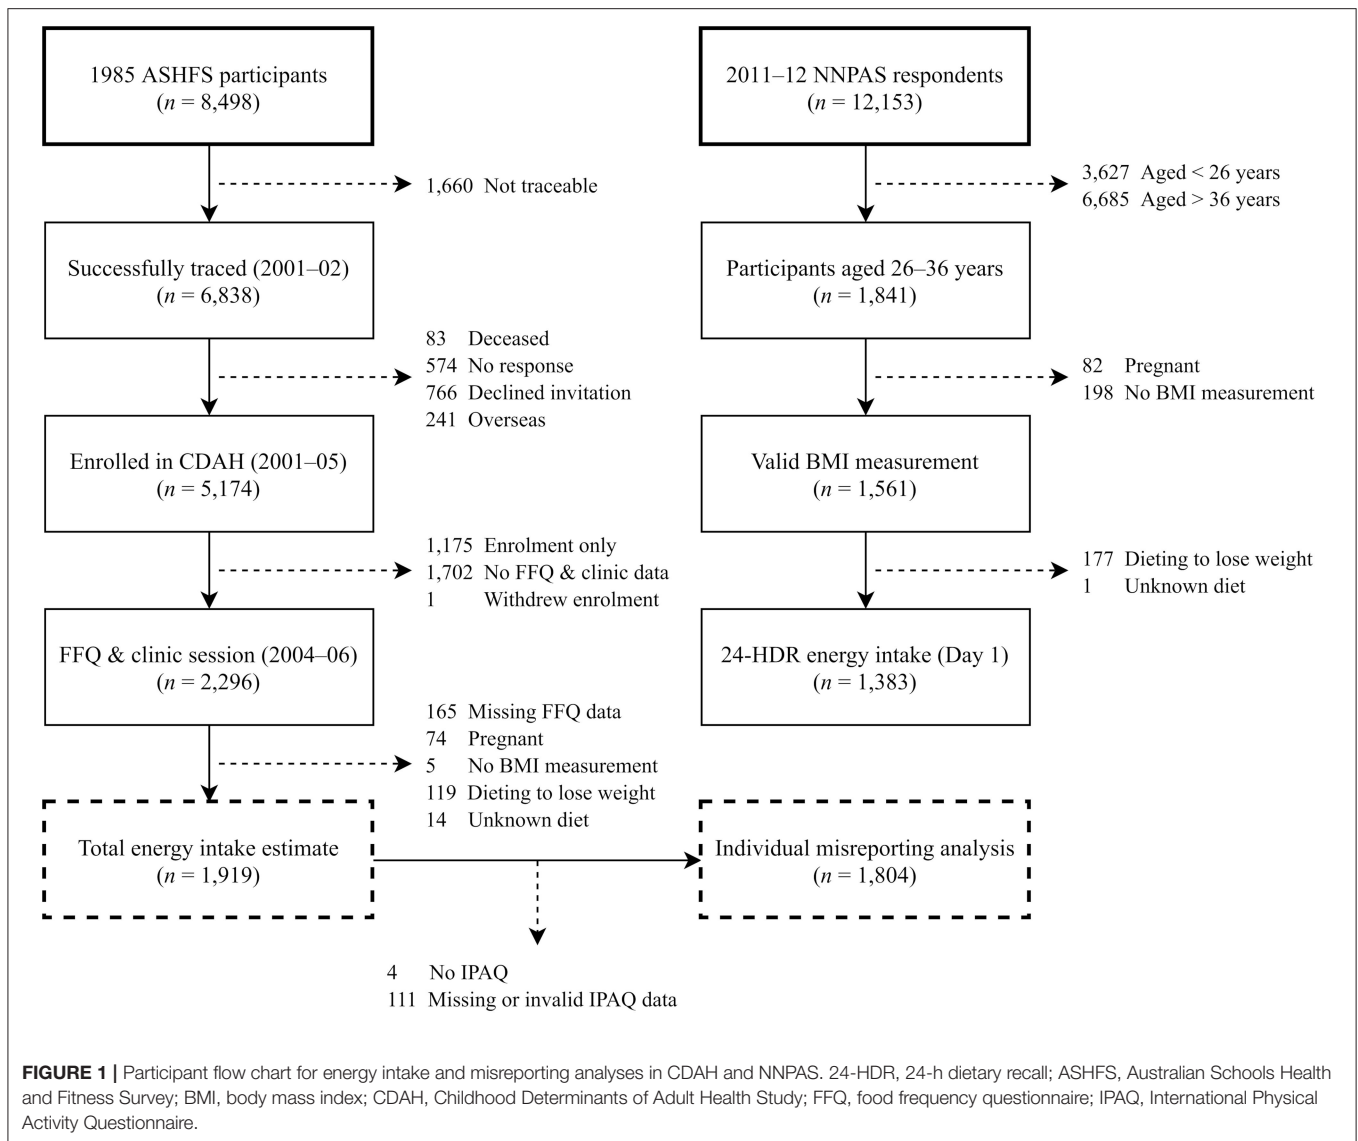 1985 ASHFS participants
(n = 8,498)
1,660 Not traceable
Successfully traced (2001–02)
(n = 6,838)
83 Deceased
574 No response
766 Declined invitation
241 Overseas
Enrolled in CDAH (2001–05)
(n = 5,174)
1,175 Enrolment only
1,702 No FFQ & clinic data
1 Withdrew enrolment
FFQ & clinic session (2004–06)
(n = 2,296)
165 Missing FFQ data
74 Pregnant
5 No BMI measurement
119 Dieting to lose weight
14 Unknown diet
Total energy intake estimate
(n = 1,919)
4 No IPAQ
111 Missing or invalid IPAQ data
2011–12 NNPAS respondents
(n = 12,153)
3,627 Aged < 26 years
6,685 Aged > 36 years
Participants aged 26–36 years
(n = 1,841)
82 Pregnant
198 No BMI measurement
Valid BMI measurement
(n = 1,561)
177 Dieting to lose weight
1 Unknown diet
24-HDR energy intake (Day 1)
(n = 1,383)
Individual misreporting analysis
(n = 1,804)
FIGURE 1 | Participant flow chart for energy intake and misreporting analyses in CDAH and NNPAS. 24-HDR, 24-h dietary recall; ASHFS, Australian Schools Health
and Fitness Survey; BMI, body mass index; CDAH, Childhood Determinants of Adult Health Study; FFQ, food frequency questionnaire; IPAQ, International Physical
Activity Questionnaire.